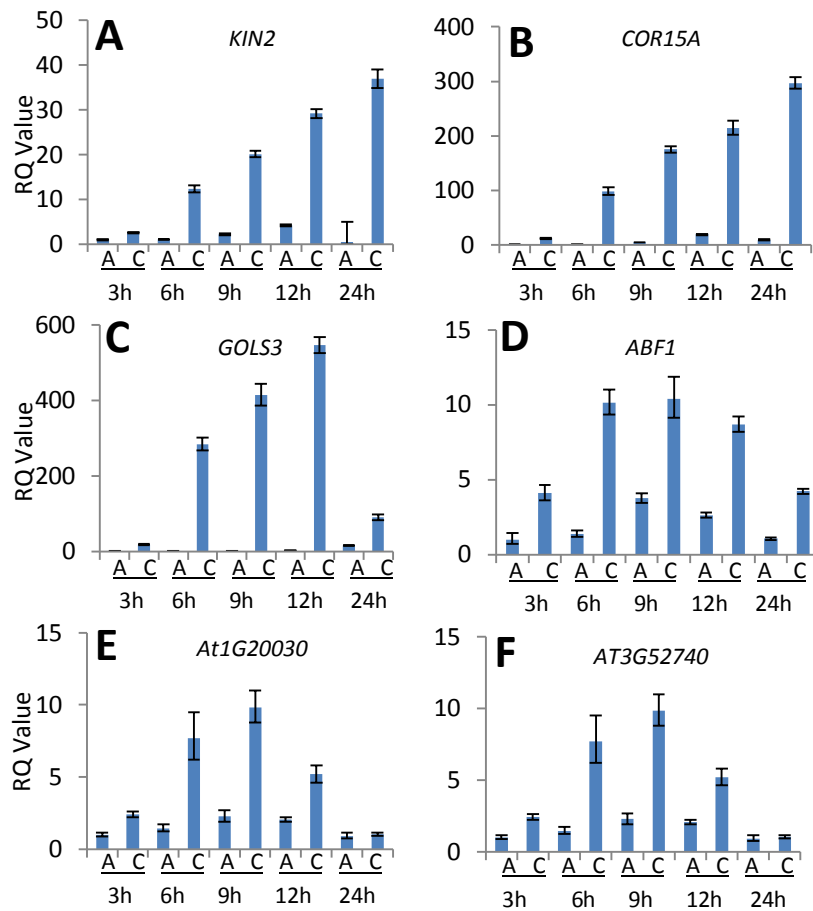 A
KIN2
RQ Value
50
40
30
20
10
0
A C A C A C A C A C
3h 6h 9h 12h 24h
B
COR15A
400
300
200
100
0
A C A C A C A C A C
3h 6h 9h 12h 24h
C
GOLS3
RQ Value
600
400
200
0
A C A C A C A C A C
3h 6h 9h 12h 24h
D
ABF1
15
10
5
0
A C A C A C A C A C
3h 6h 9h 12h 24h
E
At1G20030
RQ Value
15
10
5
0
A C A C A C A C A C
3h 6h 9h 12h 24h
F
AT3G52740
15
10
5
0
A C A C A C A C A C
3h 6h 9h 12h 24h